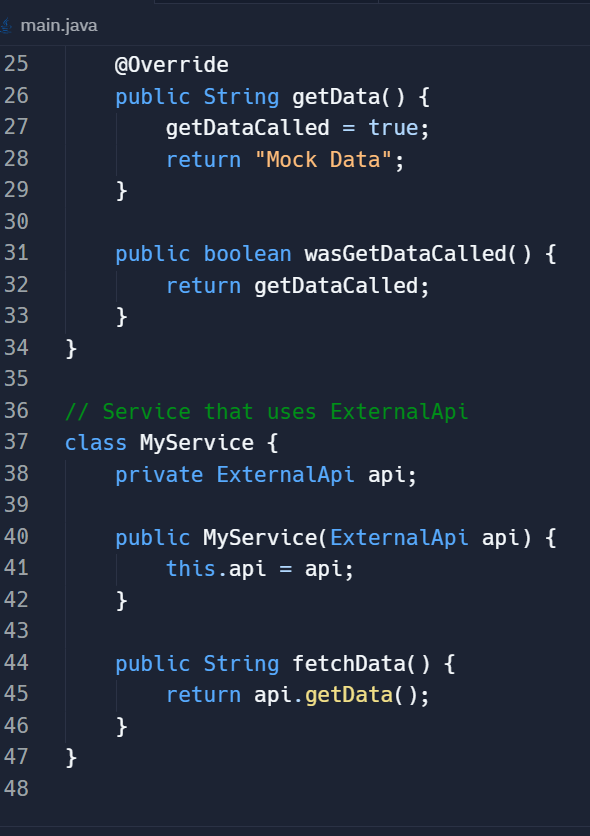 main.java
25     @Override
26     public String getData() {
27         getDataCalled = true;
28         return "Mock Data";
29     }
30
31     public boolean wasGetDataCalled() {
32         return getDataCalled;
33     }
34 }
35
36 // Service that uses ExternalApi
37 class MyService {
38     private ExternalApi api;
39
40     public MyService(ExternalApi api) {
41         this.api = api;
42     }
43
44     public String fetchData() {
45         return api.getData();
46     }
47 }
48